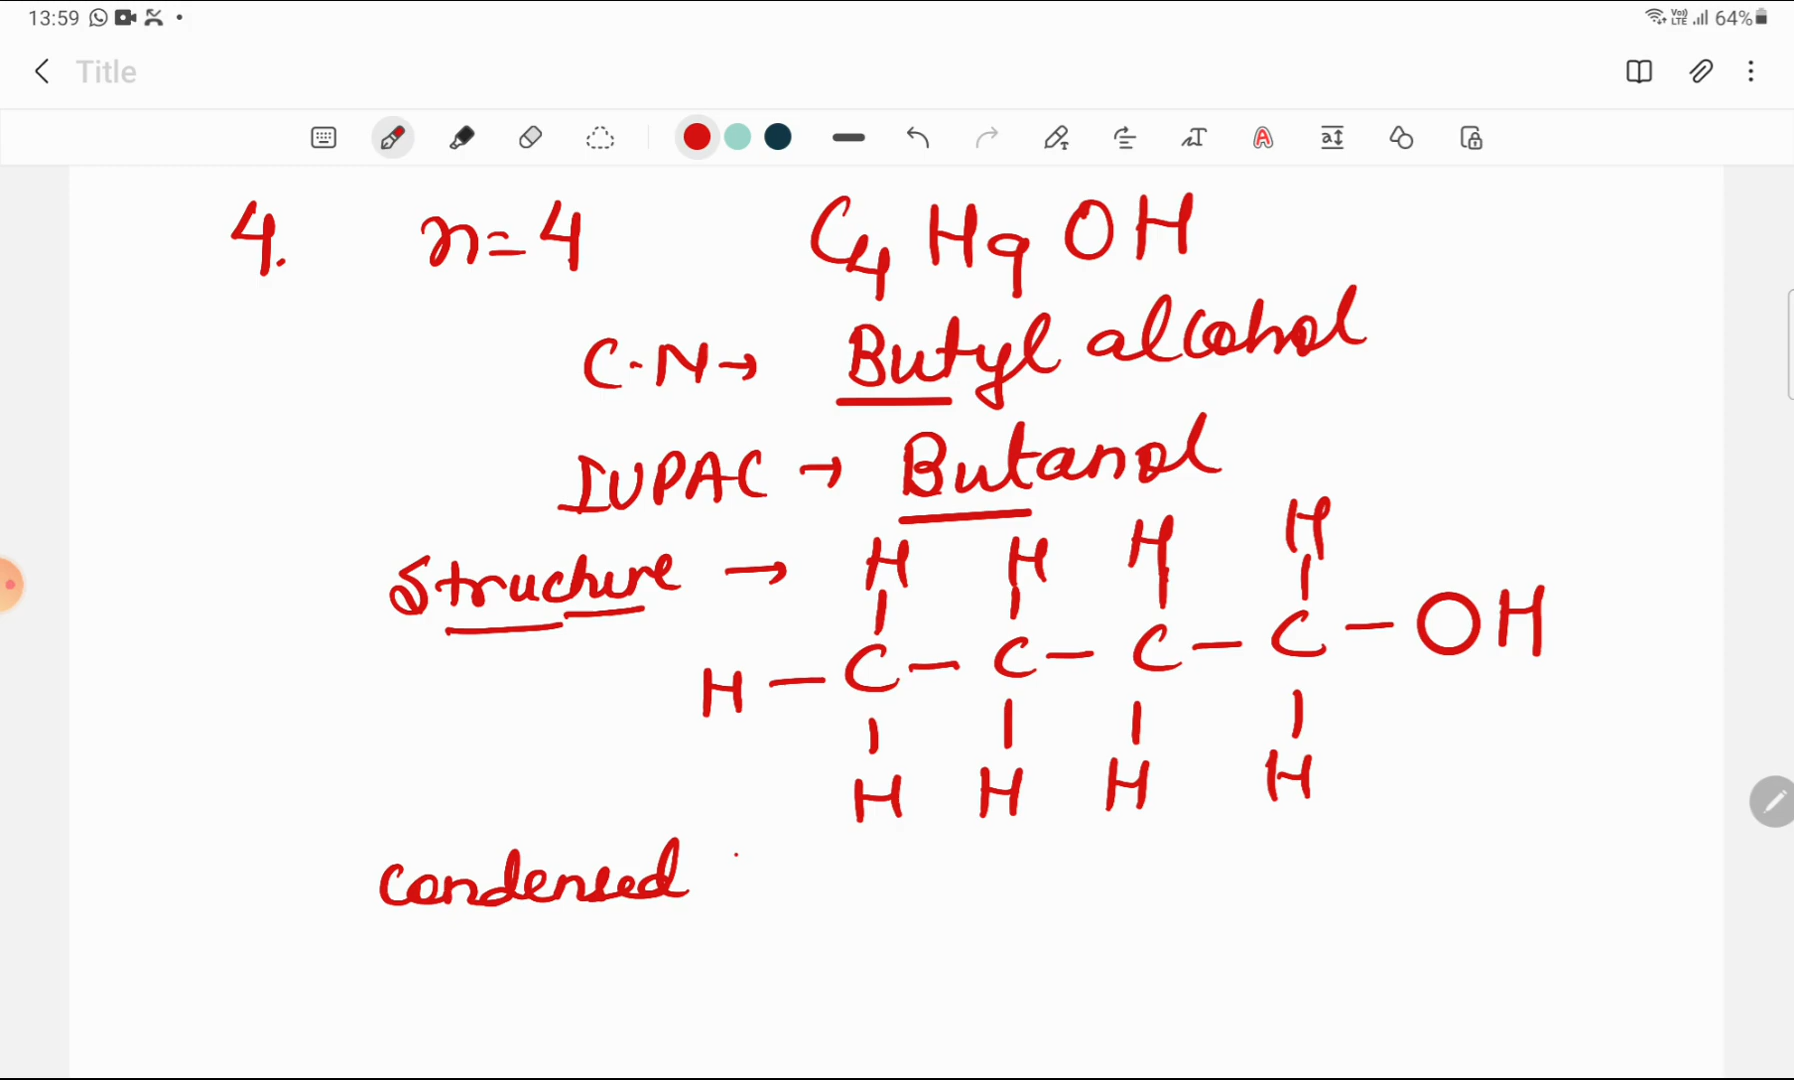 13:59 64%
Title
4. n=4 C4H9OH
C·N→ Butyl alcohol
IUPAC → Butanol
H H H H
Structure →
H — C — C — C — C — OH
H H H H
condensed